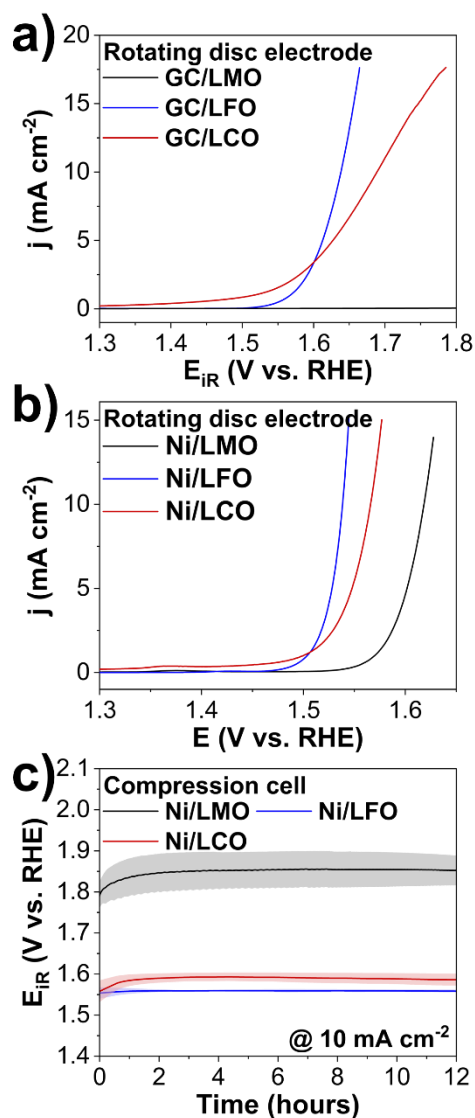 a)
Rotating disc electrode
GC/LMO
GC/LFO
GC/LCO
20
15
10
5
0
j (mA cm-2)
1.3 1.4 1.5 1.6 1.7 1.8
EiR (V vs. RHE)
b)
Rotating disc electrode
Ni/LMO
Ni/LFO
Ni/LCO
15
10
5
0
j (mA cm-2)
1.3 1.4 1.5 1.6
E (V vs. RHE)
c)
Compression cell
Ni/LMO Ni/LFO
Ni/LCO
2.1
2.0
1.9
1.8
1.7
1.6
1.5
1.4
EiR (V vs. RHE)
@ 10 mA cm-2
0 2 4 6 8 10 12
Time (hours)